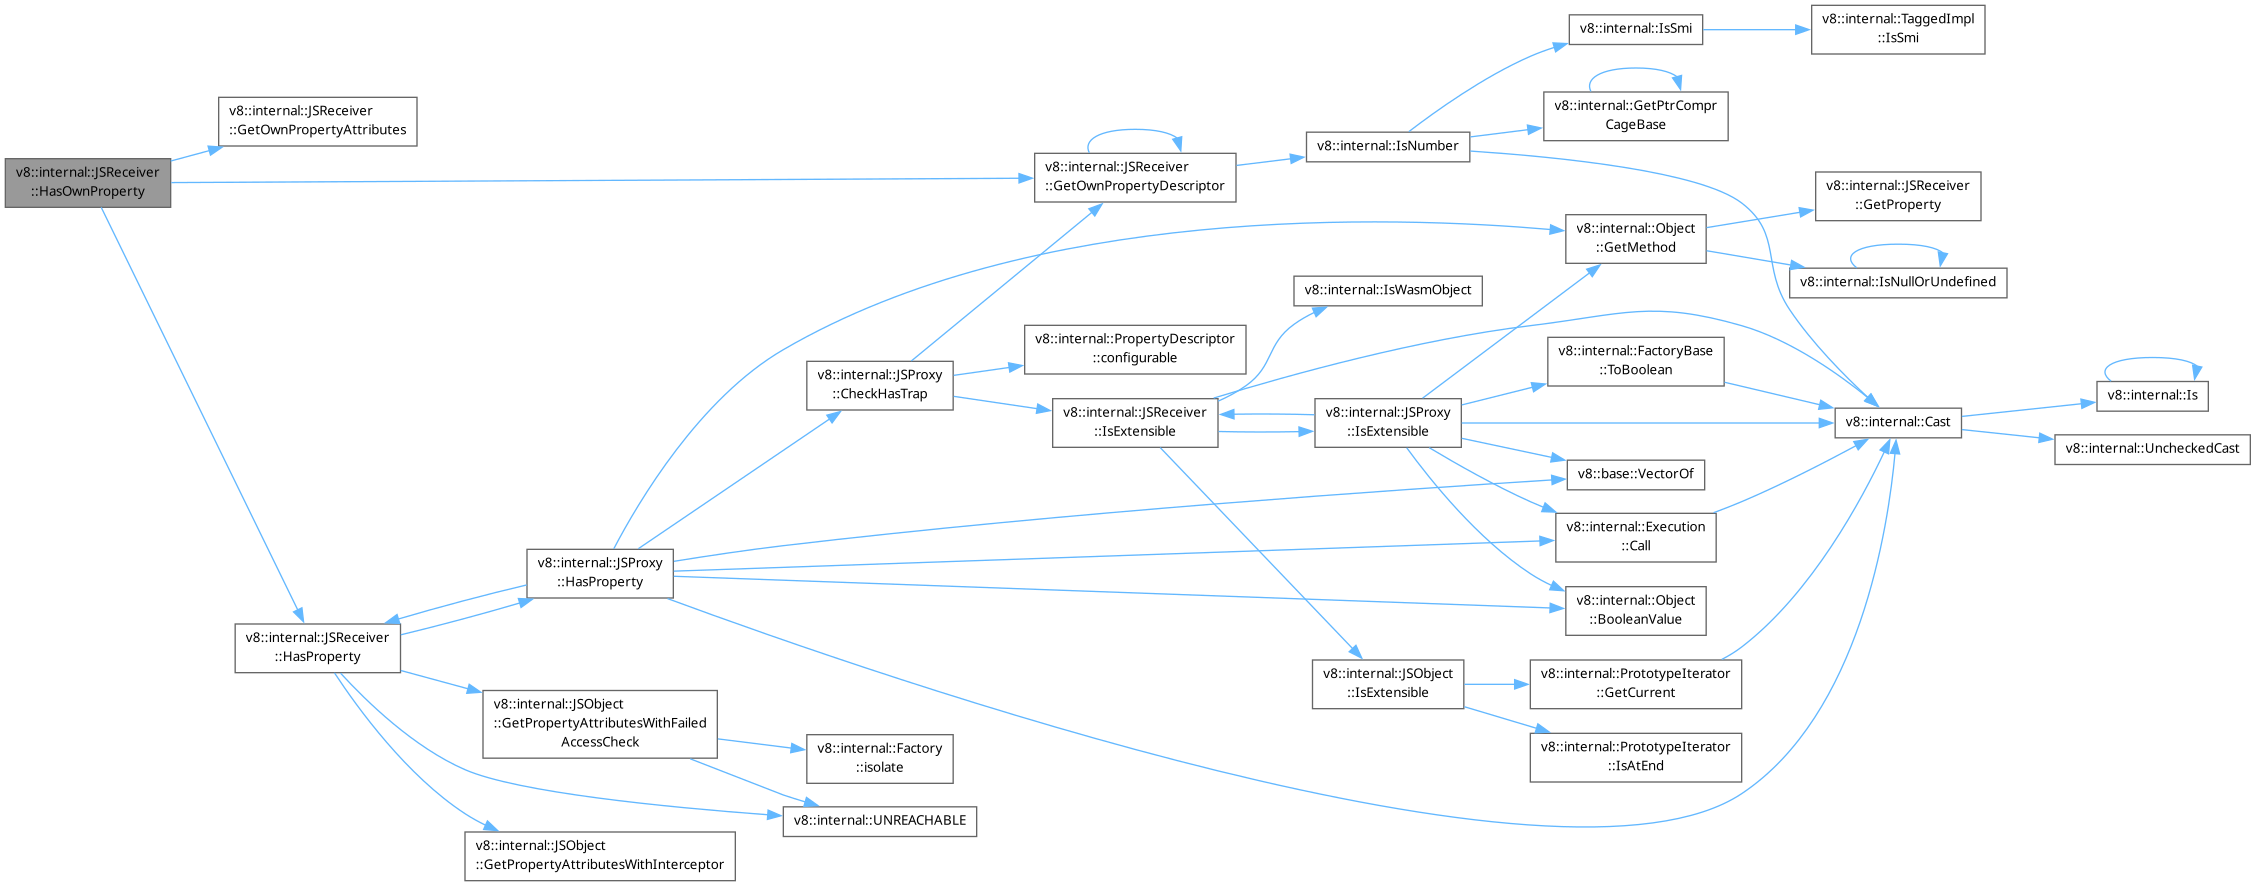 v8::internal::JSReceiver
::HasOwnProperty
v8::internal::JSReceiver
::GetOwnPropertyAttributes
v8::internal::JSReceiver
::GetOwnPropertyDescriptor
v8::internal::IsNumber
v8::internal::IsSmi
v8::internal::TaggedImpl
::IsSmi
v8::internal::GetPtrCompr
CageBase
v8::internal::JSReceiver
::GetProperty
v8::internal::Object
::GetMethod
v8::internal::IsNullOrUndefined
v8::internal::IsWasmObject
v8::internal::PropertyDescriptor
::configurable
v8::internal::JSProxy
::CheckHasTrap
v8::internal::JSReceiver
::IsExtensible
v8::internal::JSProxy
::IsExtensible
v8::internal::FactoryBase
::ToBoolean
v8::internal::Cast
v8::internal::Is
v8::internal::UncheckedCast
v8::base::VectorOf
v8::internal::Execution
::Call
v8::internal::Object
::BooleanValue
v8::internal::JSProxy
::HasProperty
v8::internal::JSReceiver
::HasProperty
v8::internal::JSObject
::IsExtensible
v8::internal::PrototypeIterator
::GetCurrent
v8::internal::PrototypeIterator
::IsAtEnd
v8::internal::JSObject
::GetPropertyAttributesWithFailed
AccessCheck
v8::internal::Factory
::isolate
v8::internal::UNREACHABLE
v8::internal::JSObject
::GetPropertyAttributesWithInterceptor